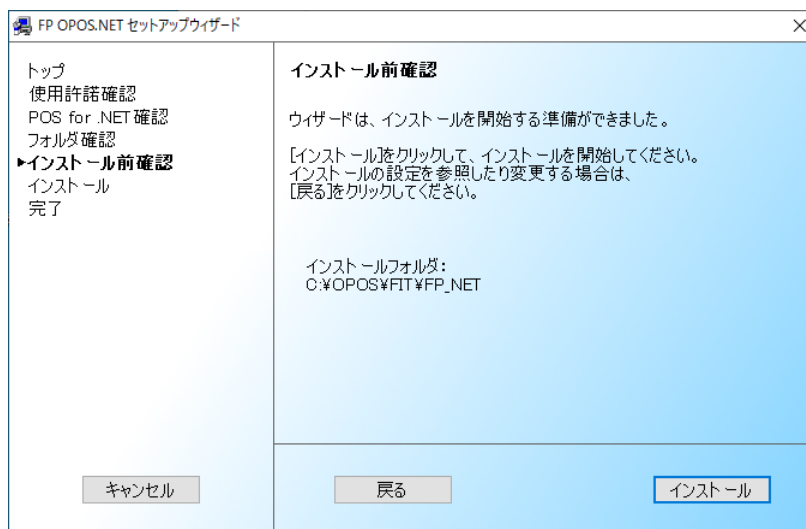 FP OPOS.NET セットアップウィザード
トップ
使用許諾確認
POS for .NET確認
フォルダ確認
インストール前確認
インストール
完了
インストール前確認
ウィザードは、インストールを開始する準備ができました。
[インストール]をクリックして、インストールを開始してください。
インストールの設定を参照したり変更する場合は、
[戻る]をクリックしてください。
インストールフォルダ:
C:¥OPOS¥FIT¥FP_NET
キャンセル
戻る
インストール